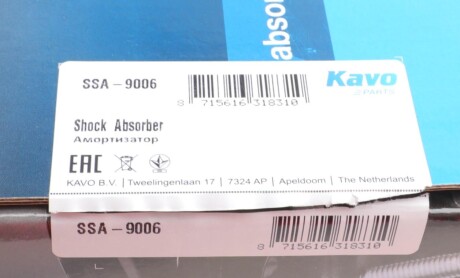 absor
SSA - 9006
8 715616 318310
Kavo
PARTS
Shock Absorber
Амортизатор
EAC
KAVO B.V. | Tweelingenlaan 17 | 7324 AP | Apeldoorn | The Netherlands
SSA - 9006
8 715616 318310